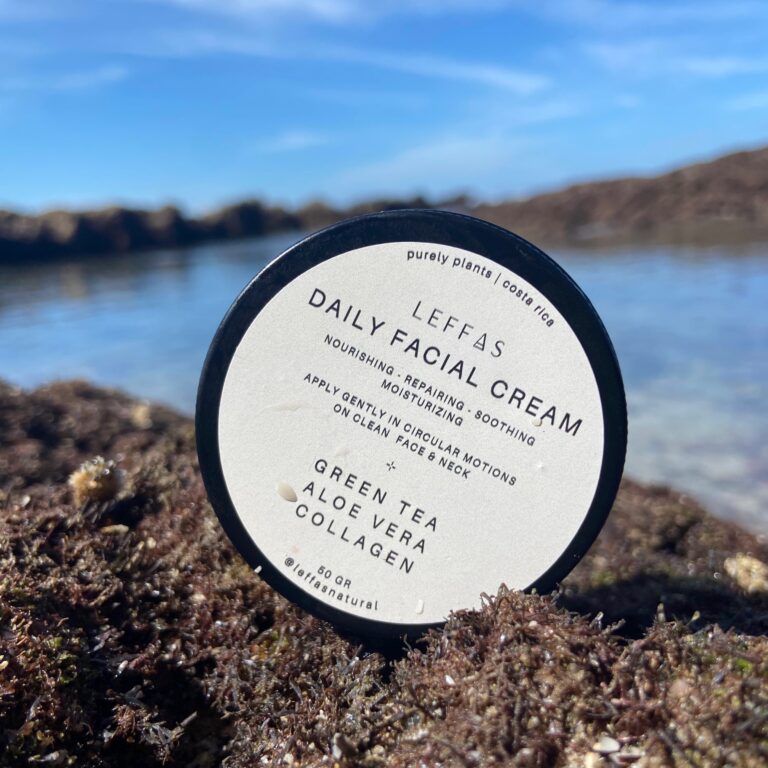 purely plants | costa rica
LEFFAS
DAILY FACIAL CREAM
NOURISHING - REPAIRING - SOOTHING
MOISTURIZING
APPLY GENTLY IN CIRCULAR MOTIONS
ON CLEAN FACE & NECK
GREEN TEA
ALOE VERA
COLLAGEN
50 GR
@leffasnatural